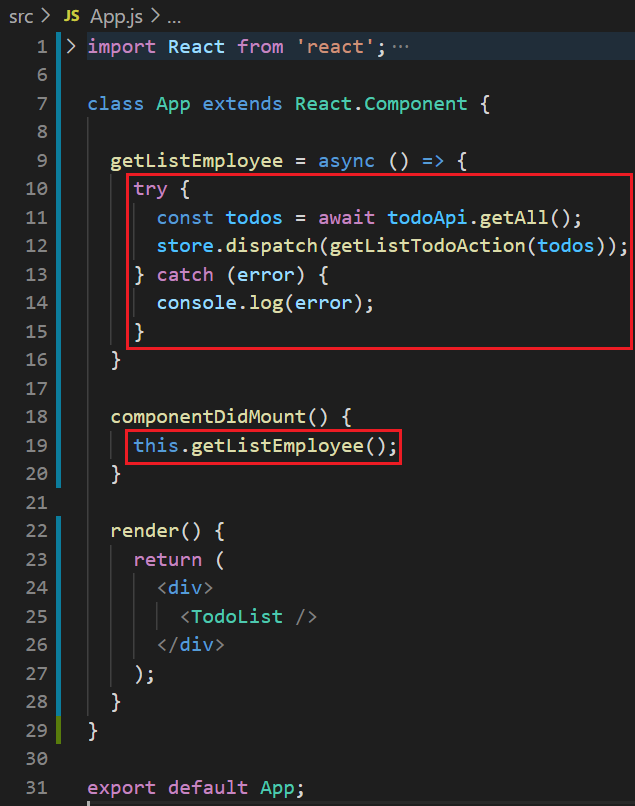 src > JS App.js > ...
1 > import React from 'react'; ...
6
7 class App extends React.Component {
8
9   getListEmployee = async () => {
10     try {
11       const todos = await todoApi.getAll();
12       store.dispatch(getListTodoAction(todos));
13     } catch (error) {
14       console.log(error);
15     }
16   }
17
18   componentDidMount() {
19     this.getListEmployee();
20   }
21
22   render() {
23     return (
24       <div>
25         <TodoList />
26       </div>
27     );
28   }
29 }
30
31 export default App;